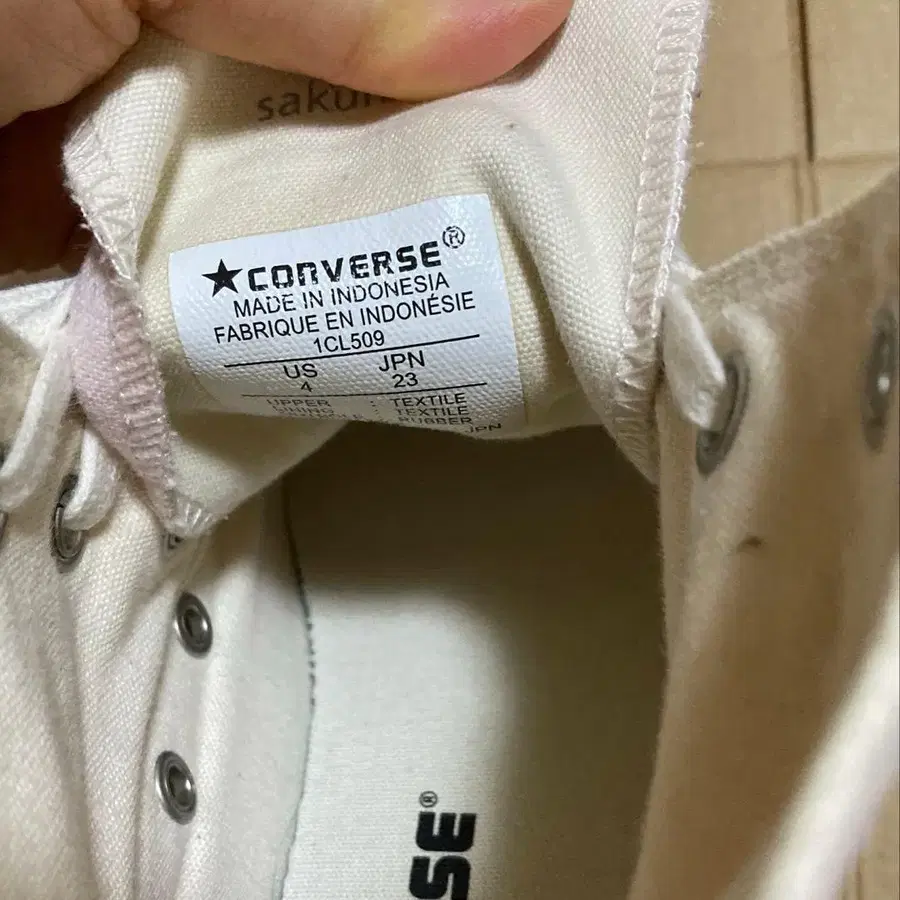 saku
★CONVERSE®
MADE IN INDONESIA
FABRIQUE EN INDONÉSIE
1CL509
US JPN
4 23
UPPER : TEXTILE
LINING : TEXTILE
: RUBBER
JPN
SE®